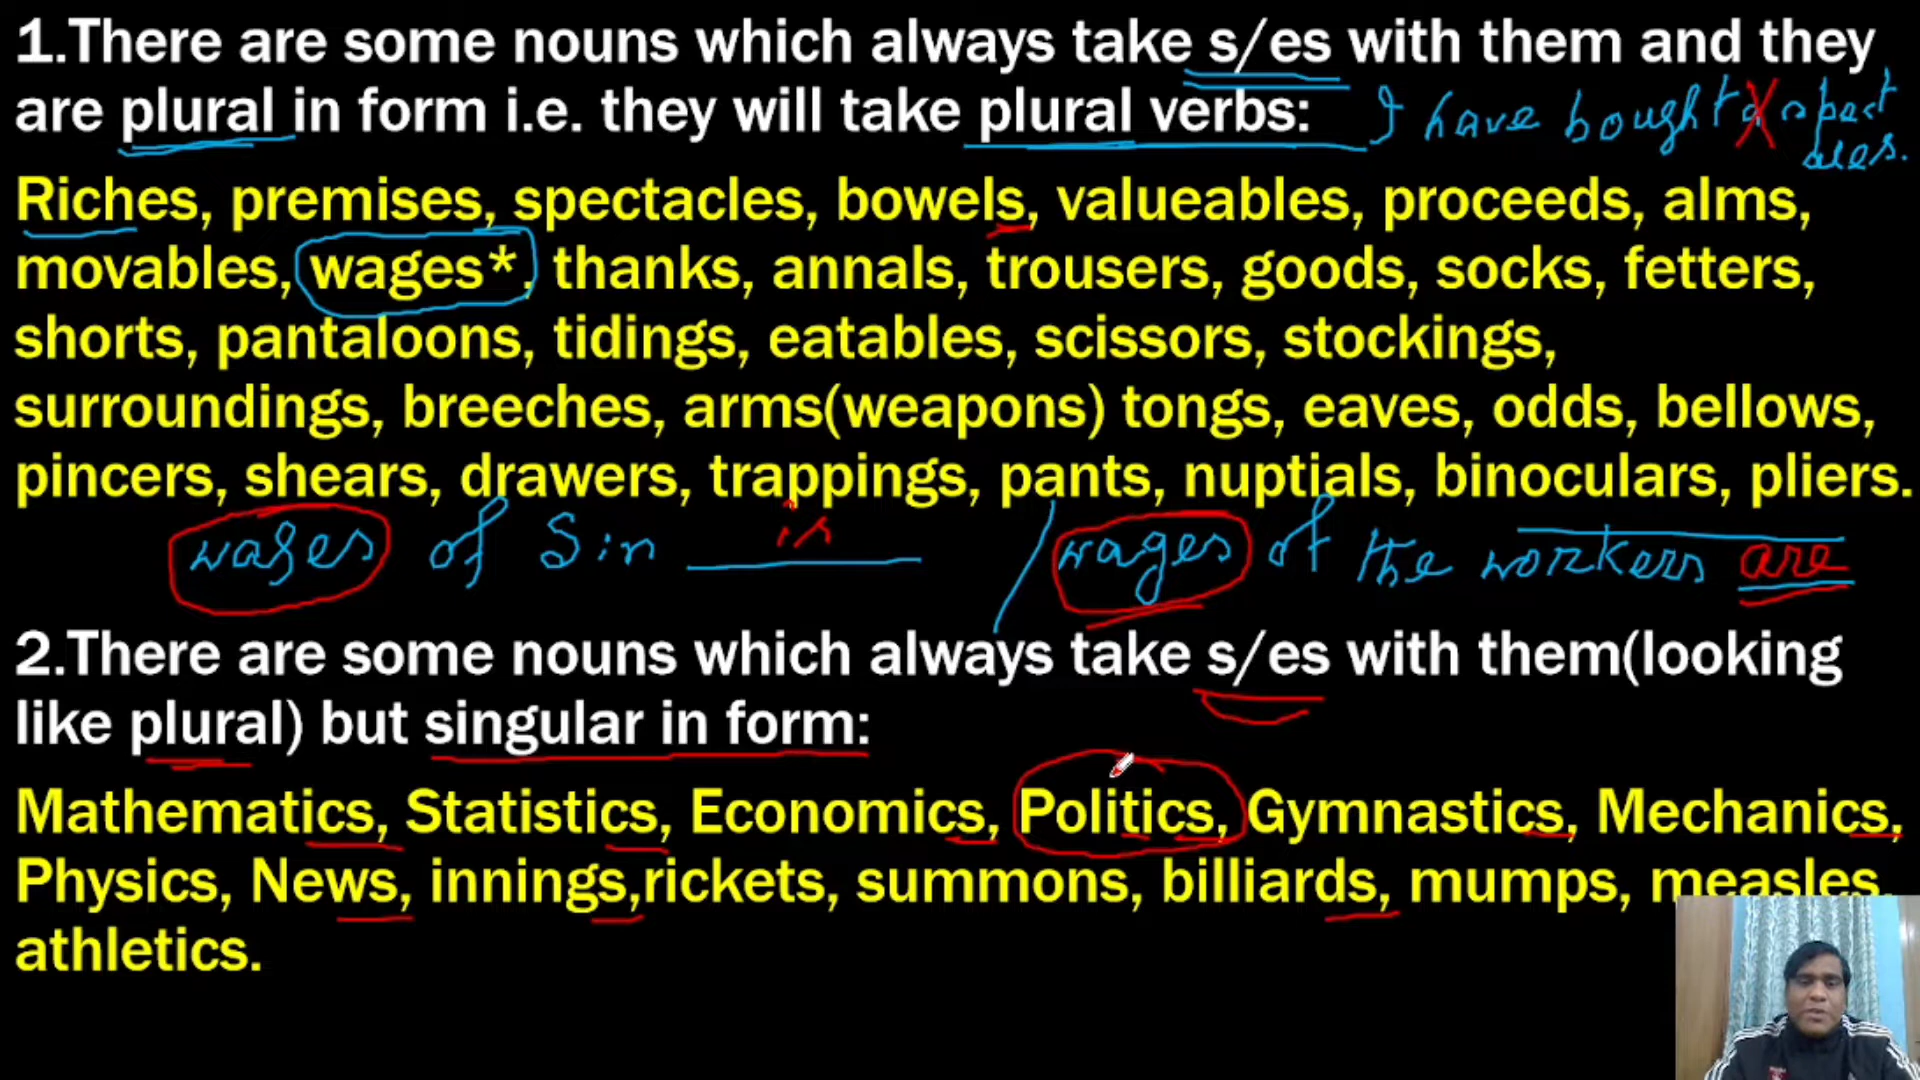 1.There are some nouns which always take s/es with them and they
are plural in form i.e. they will take plural verbs: I have bought a spect
acles.
Riches, premises, spectacles, bowels, valueables, proceeds, alms,
movables, wages*, thanks, annals, trousers, goods, socks, fetters,
shorts, pantaloons, tidings, eatables, scissors, stockings,
surroundings, breeches, arms(weapons) tongs, eaves, odds, bellows,
pincers, shears, drawers, trappings, pants, nuptials, binoculars, pliers.
wages of Sin is / wages of the workers are
2.There are some nouns which always take s/es with them(looking
like plural) but singular in form:
Mathematics, Statistics, Economics, Politics, Gymnastics, Mechanics,
Physics, News, innings,rickets, summons, billiards, mumps, measles,
athletics.